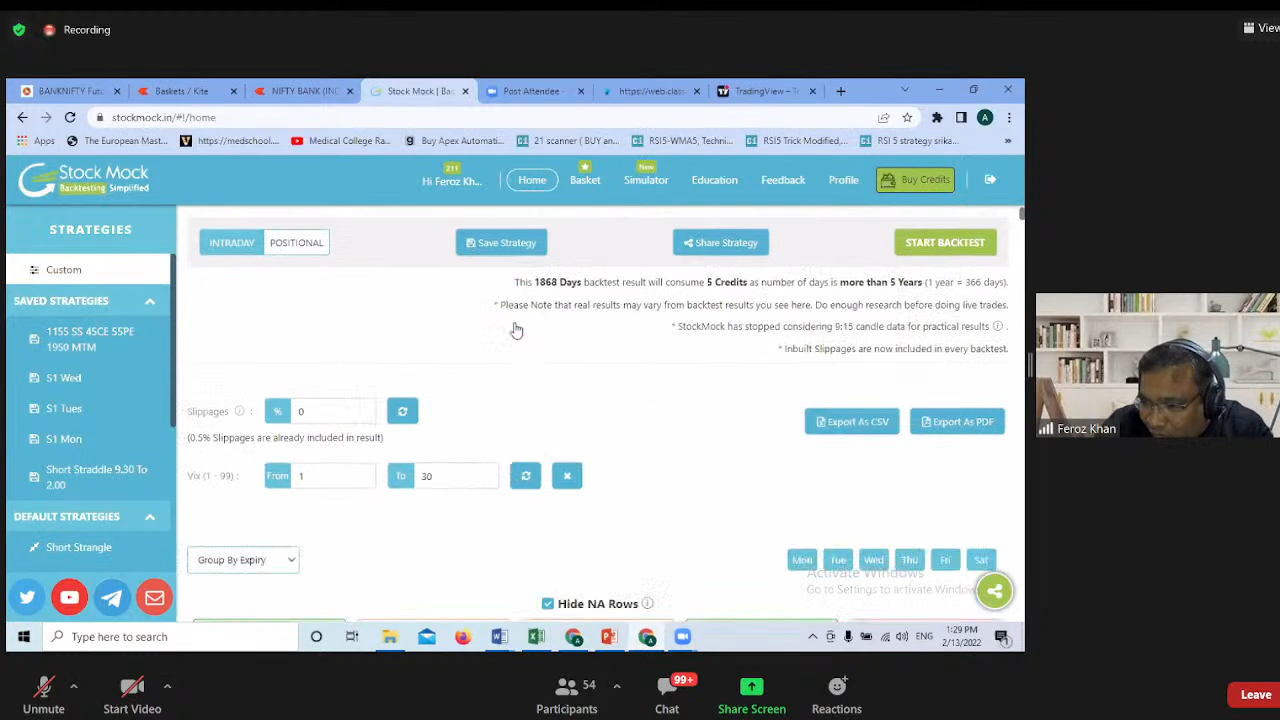 Recording
View
BANKNIFTY Futu
Baskets / Kite
NIFTY BANK (IND
Stock Mock | Bac
Post Attendee -
https://web.class
TradingView – Tr
stockmock.in/#!/home
A
Apps
The European Mast...
https://medschool...
Medical College Ra...
Buy Apex Automati...
21 scanner ( BUY an...
RSI5-WMA5, Techni...
RSI5 Trick Modified,...
RSI 5 strategy srika...
Stock Mock
Backtesting Simplified
211
Hi Feroz Kh...
Home
Basket
New
Simulator
Education
Feedback
Profile
Buy Credits
STRATEGIES
Custom
SAVED STRATEGIES
1155 SS 45CE 55PE
1950 MTM
S1 Wed
S1 Tues
S1 Mon
Short Straddle 9.30 To
2.00
DEFAULT STRATEGIES
Short Strangle
INTRADAY
POSITIONAL
Save Strategy
Share Strategy
START BACKTEST
This 1868 Days backtest result will consume 5 Credits as number of days is more than 5 Years (1 year = 366 days).
* Please Note that real results may vary from backtest results you see here. Do enough research before doing live trades.
* StockMock has stopped considering 9:15 candle data for practical results .
* Inbuilt Slippages are now included in every backtest.
Slippages :
%
0
Export As CSV
Export As PDF
(0.5% Slippages are already included in result)
Vix (1 - 99) :
From
1
To
30
Group By Expiry
Mon
Tue
Wed
Thu
Fri
Sat
Activate Windows
Go to Settings to activate Windows
Hide NA Rows
Feroz Khan
Type here to search
ENG
1:29 PM
2/13/2022
Unmute
Start Video
54
Participants
99+
Chat
Share Screen
Reactions
Leave